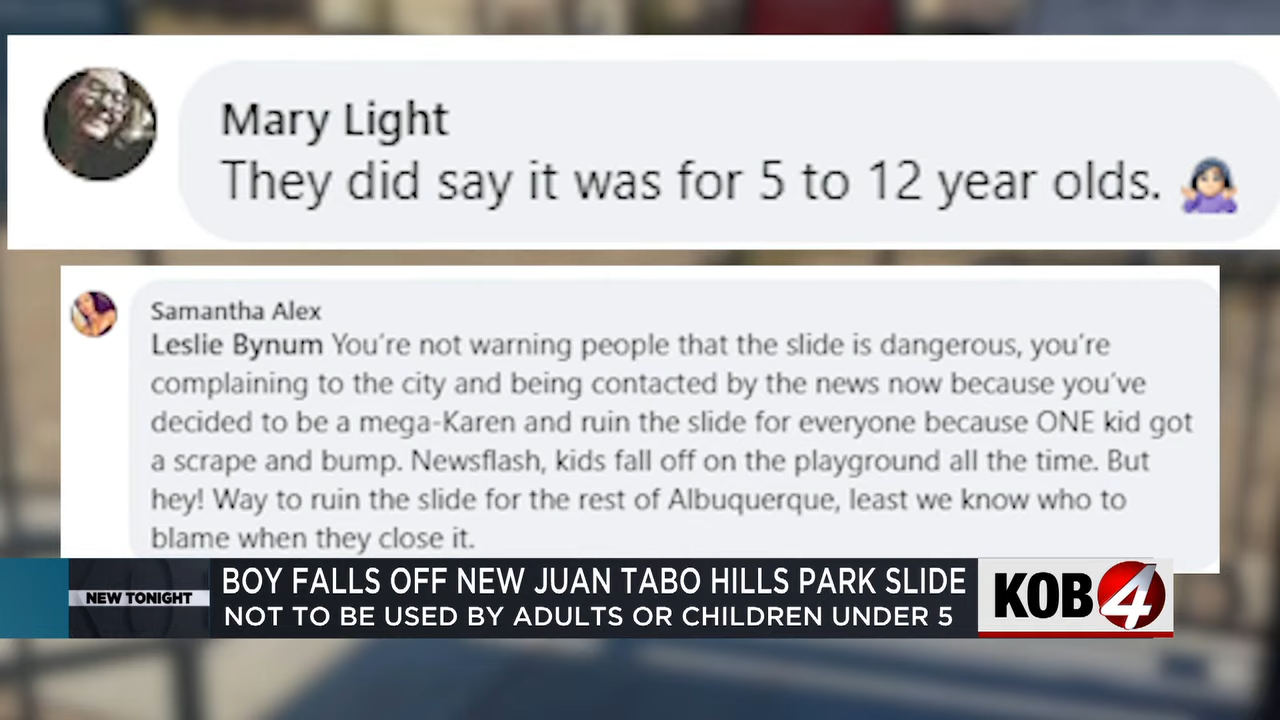 Mary Light
They did say it was for 5 to 12 year olds. 🤷🏻‍♀️
Samantha Alex
Leslie Bynum You're not warning people that the slide is dangerous, you're
complaining to the city and being contacted by the news now because you've
decided to be a mega-Karen and ruin the slide for everyone because ONE kid got
a scrape and bump. Newsflash, kids fall off on the playground all the time. But
hey! Way to ruin the slide for the rest of Albuquerque, least we know who to
blame when they close it.
NEW TONIGHT
BOY FALLS OFF NEW JUAN TABO HILLS PARK SLIDE
NOT TO BE USED BY ADULTS OR CHILDREN UNDER 5
KOB 4